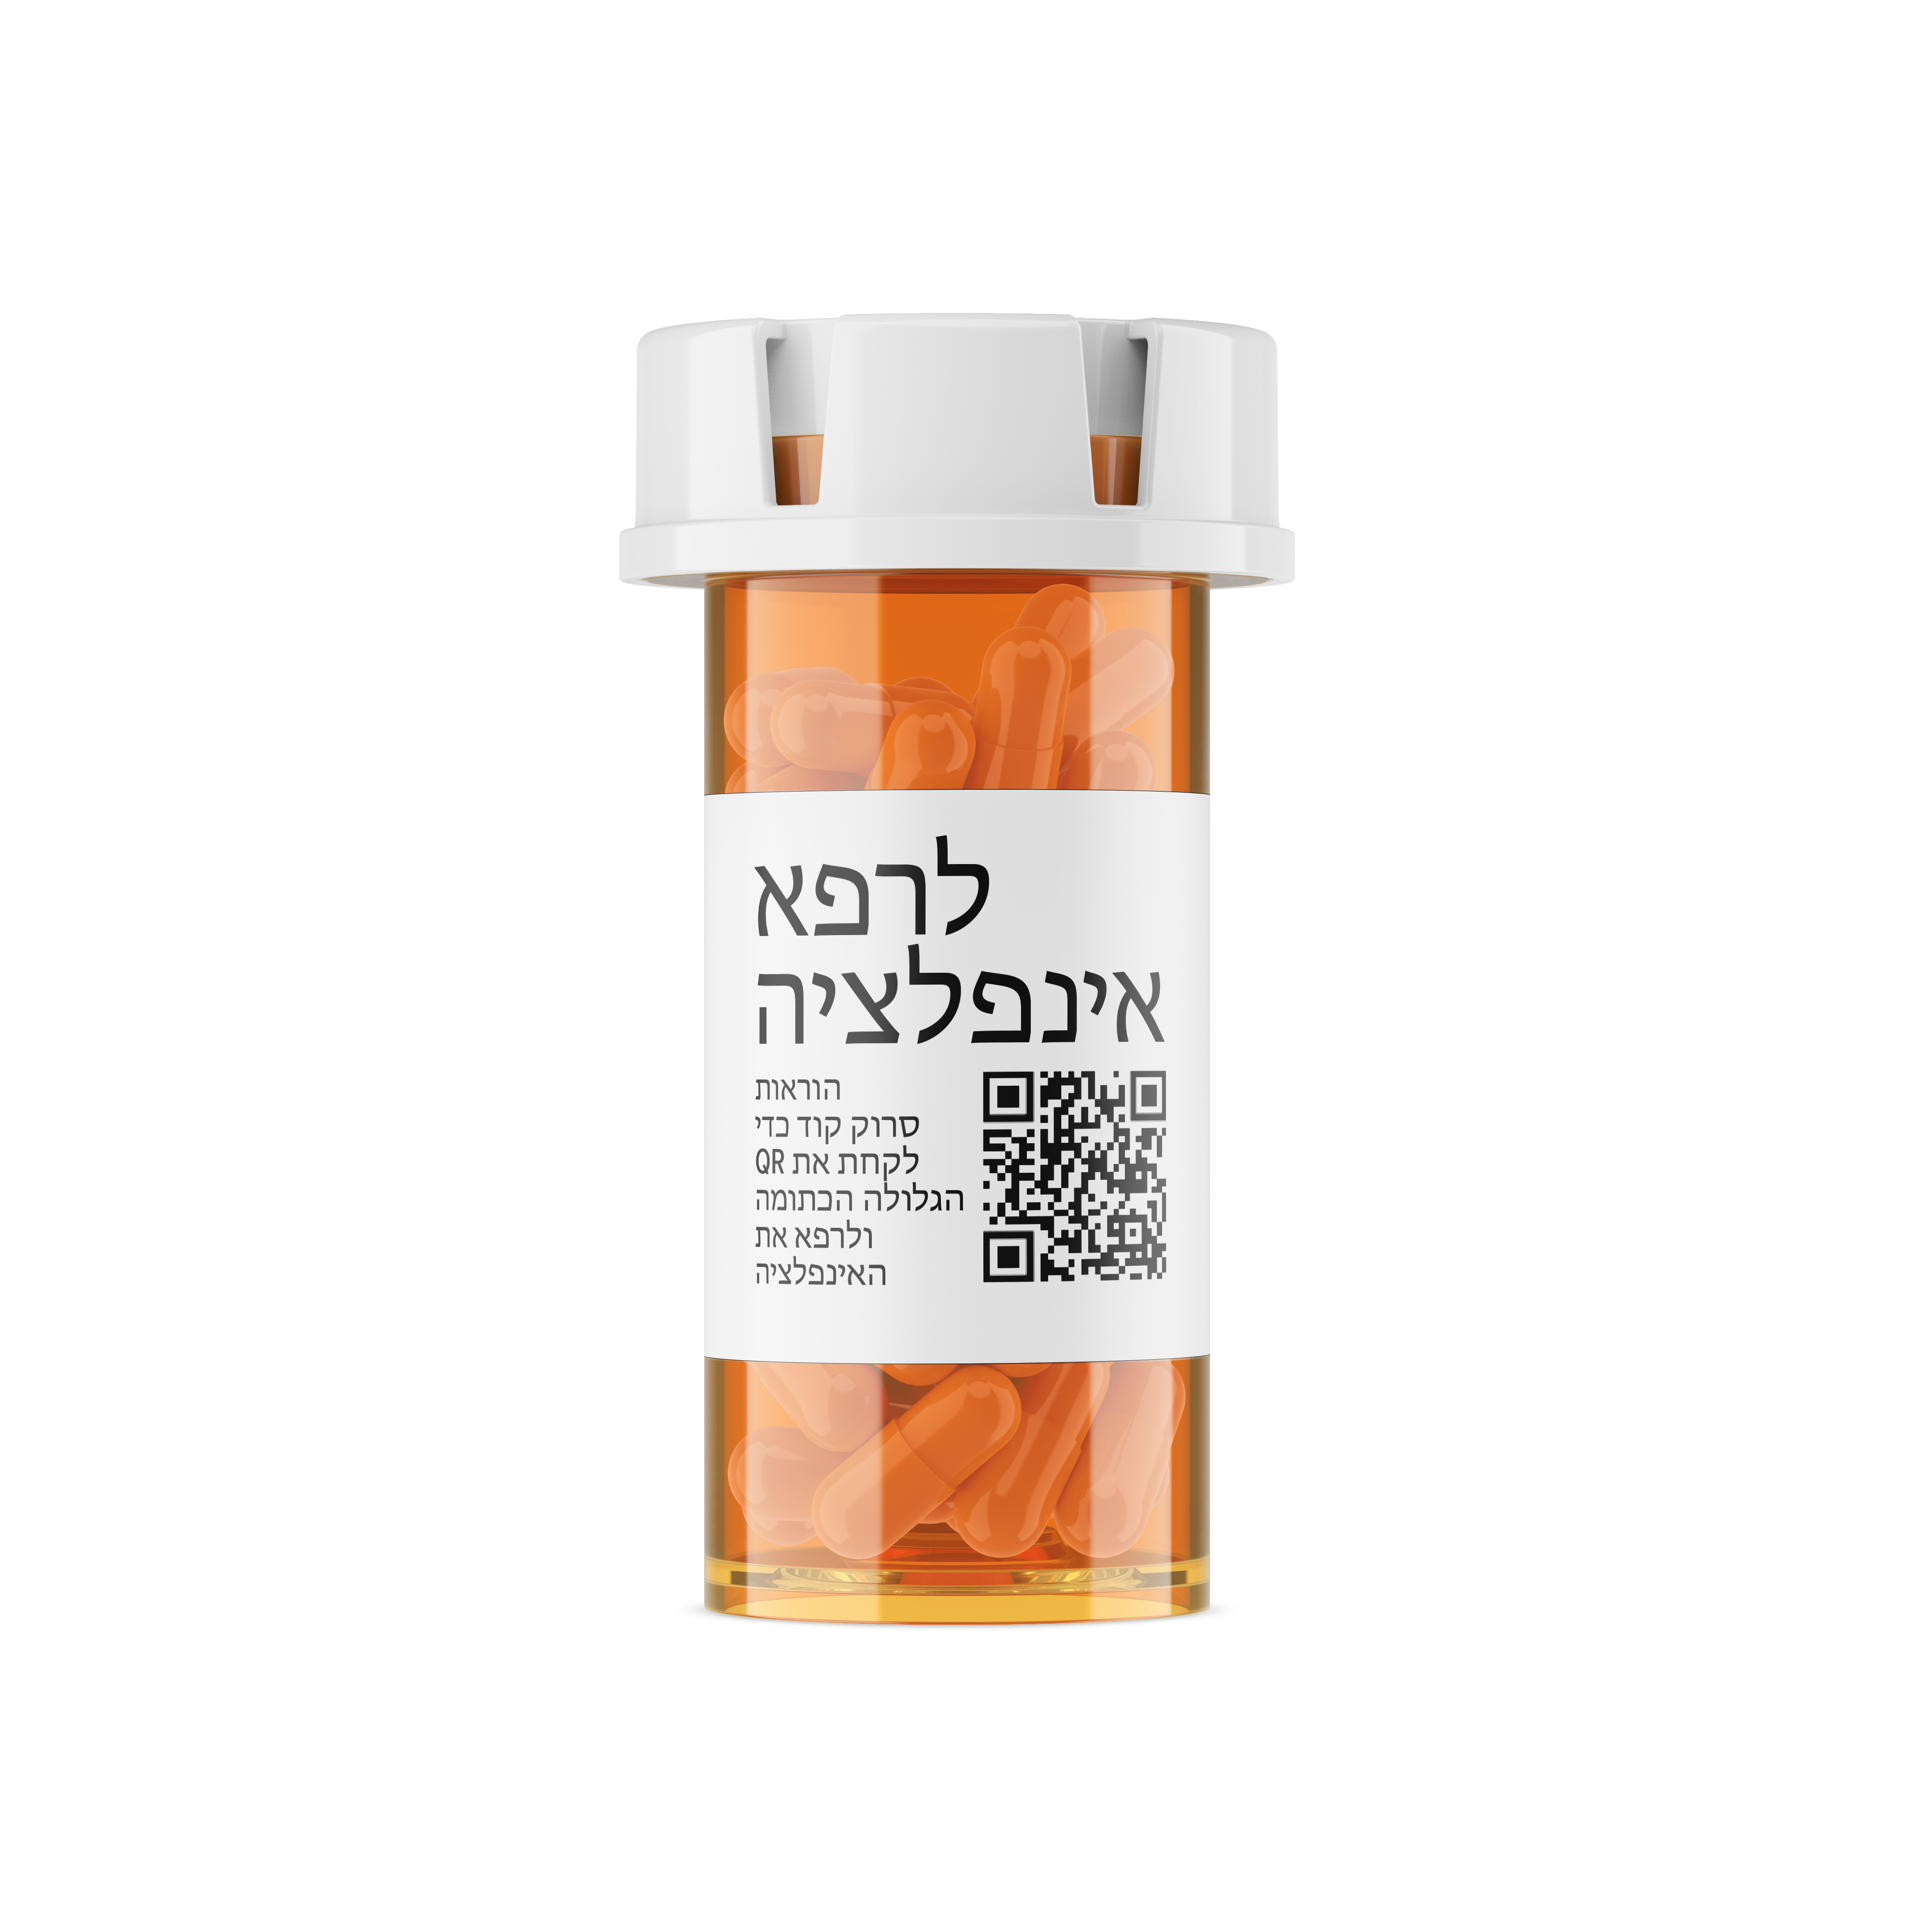 לרפא
אינפלציה
הוראות
סרוק קוד כדי
לקחת את QR
הגלולה הכתומה
ולרפא את
האינפלציה